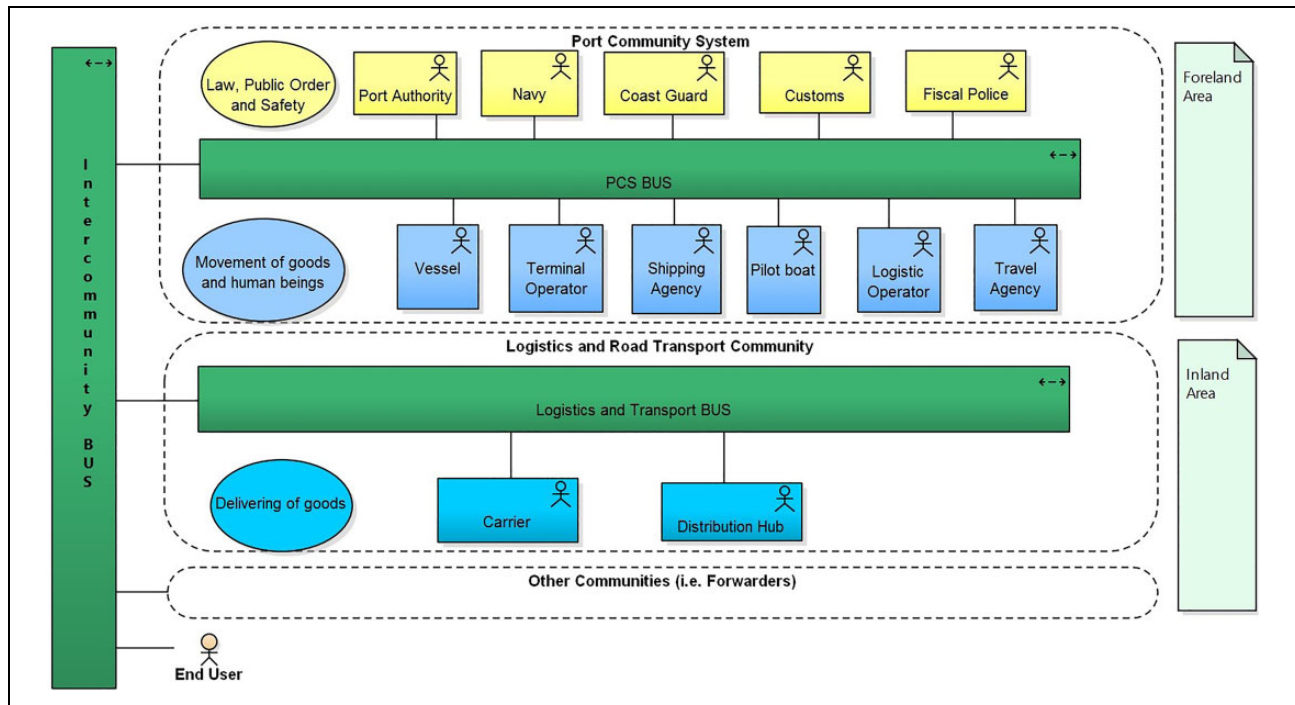 Port Community System
Law, Public Order
and Safety
Port Authority
Navy
Coast Guard
Customs
Fiscal Police
Foreland
Area
Intercommunity BUS
PCS BUS
Movement of goods
and human beings
Vessel
Terminal
Operator
Shipping
Agency
Pilot boat
Logistic
Operator
Travel
Agency
Logistics and Road Transport Community
Inland
Area
Logistics and Transport BUS
Delivering of goods
Carrier
Distribution Hub
Other Communities (i.e. Forwarders)
End User